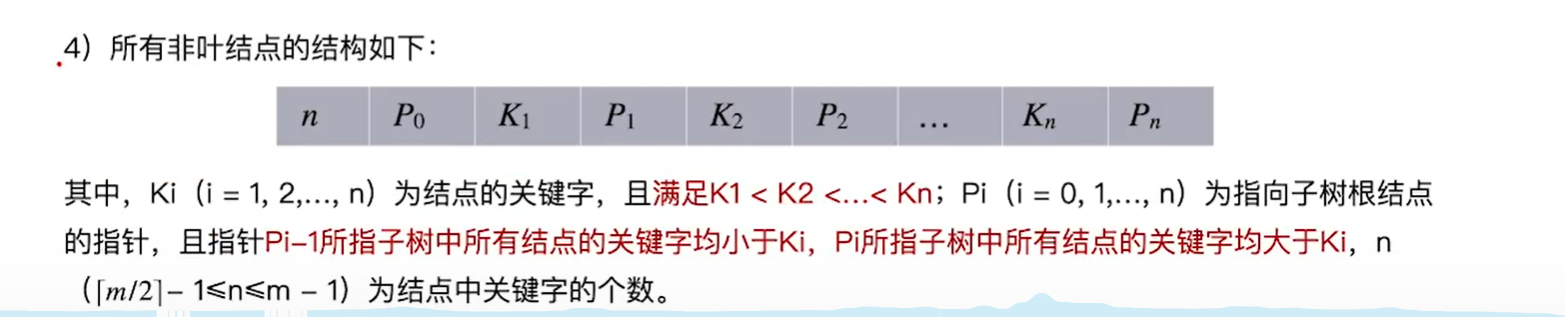 4）所有非叶结点的结构如下：
n P₀ K₁ P₁ K₂ P₂ … Kₙ Pₙ
其中，Ki（i = 1, 2,…, n）为结点的关键字，且满足K1 < K2 <…< Kn；Pi（i = 0, 1,…, n）为指向子树根结点
的指针，且指针Pi–1所指子树中所有结点的关键字均小于Ki，Pi所指子树中所有结点的关键字均大于Ki，n
（⌈m/2⌉– 1≤n≤m – 1）为结点中关键字的个数。